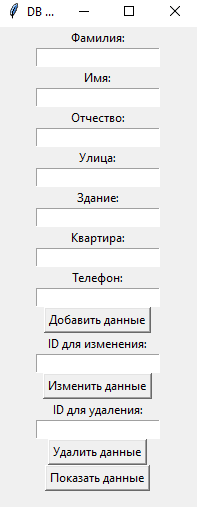 DB ...
Фамилия:
Имя:
Отчество:
Улица:
Здание:
Квартира:
Телефон:
Добавить данные
ID для изменения:
Изменить данные
ID для удаления:
Удалить данные
Показать данные